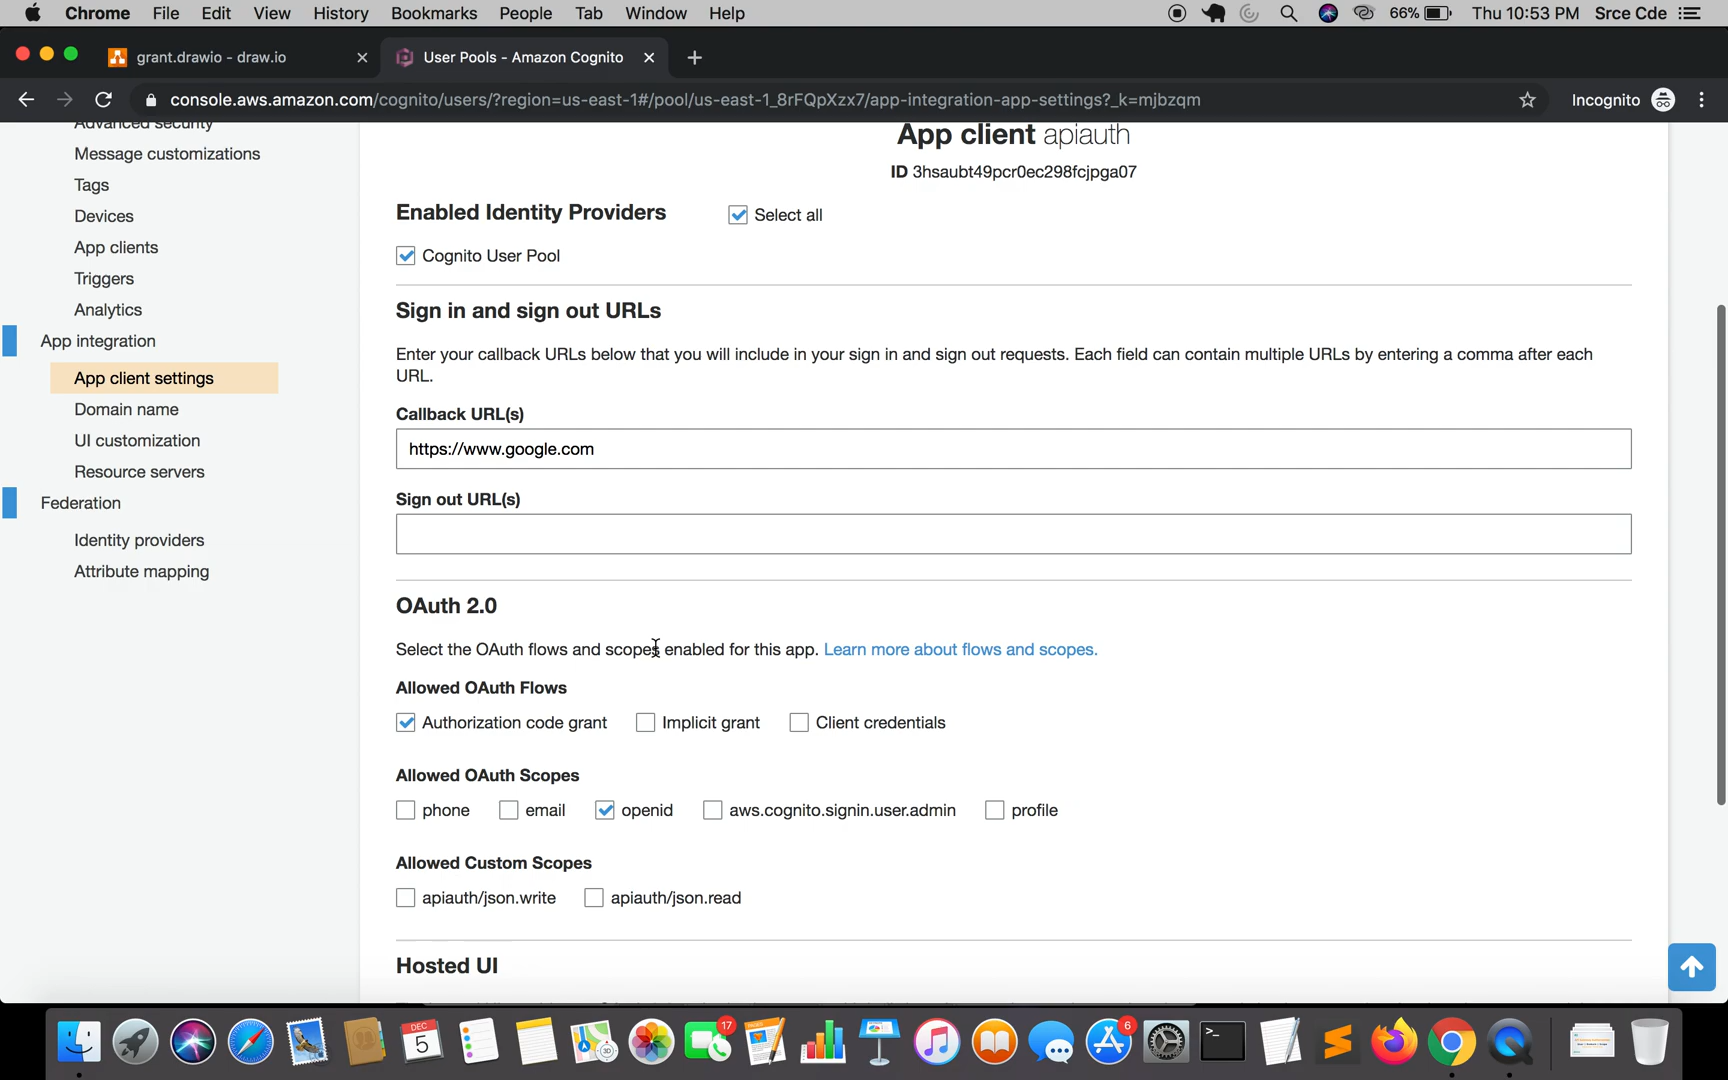 Chrome File Edit View History Bookmarks People Tab Window Help 66% Thu 10:53 PM Srce Cde
grant.drawio - draw.io User Pools - Amazon Cognito
console.aws.amazon.com/cognito/users/?region=us-east-1#/pool/us-east-1_8rFQpXzx7/app-integration-app-settings?_k=mjbzqm Incognito
Advanced security
Message customizations
Tags
Devices
App clients
Triggers
Analytics
App integration
App client settings
Domain name
UI customization
Resource servers
Federation
Identity providers
Attribute mapping
App client apiauth
ID 3hsaubt49pcr0ec298fcjpga07
Enabled Identity Providers Select all
Cognito User Pool
Sign in and sign out URLs
Enter your callback URLs below that you will include in your sign in and sign out requests. Each field can contain multiple URLs by entering a comma after each
URL.
Callback URL(s)
https://www.google.com
Sign out URL(s)
OAuth 2.0
Select the OAuth flows and scopes enabled for this app. Learn more about flows and scopes.
Allowed OAuth Flows
Authorization code grant Implicit grant Client credentials
Allowed OAuth Scopes
phone email openid aws.cognito.signin.user.admin profile
Allowed Custom Scopes
apiauth/json.write apiauth/json.read
Hosted UI
DEC
5
17
6